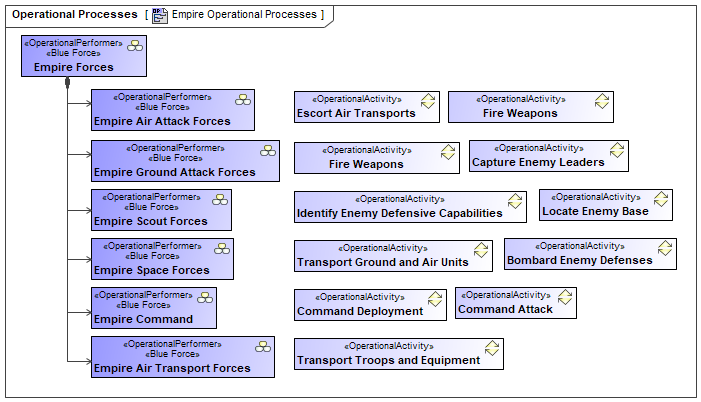 Operational Processes [ Empire Operational Processes ]
«OperationalPerformer»
«Blue Force»
Empire Forces
«OperationalPerformer»
«Blue Force»
Empire Air Attack Forces
«OperationalActivity»
Escort Air Transports
«OperationalActivity»
Fire Weapons
«OperationalPerformer»
«Blue Force»
Empire Ground Attack Forces
«OperationalActivity»
Fire Weapons
«OperationalActivity»
Capture Enemy Leaders
«OperationalPerformer»
«Blue Force»
Empire Scout Forces
«OperationalActivity»
Identify Enemy Defensive Capabilities
«OperationalActivity»
Locate Enemy Base
«OperationalPerformer»
«Blue Force»
Empire Space Forces
«OperationalActivity»
Transport Ground and Air Units
«OperationalActivity»
Bombard Enemy Defenses
«OperationalPerformer»
«Blue Force»
Empire Command
«OperationalActivity»
Command Deployment
«OperationalActivity»
Command Attack
«OperationalPerformer»
«Blue Force»
Empire Air Transport Forces
«OperationalActivity»
Transport Troops and Equipment